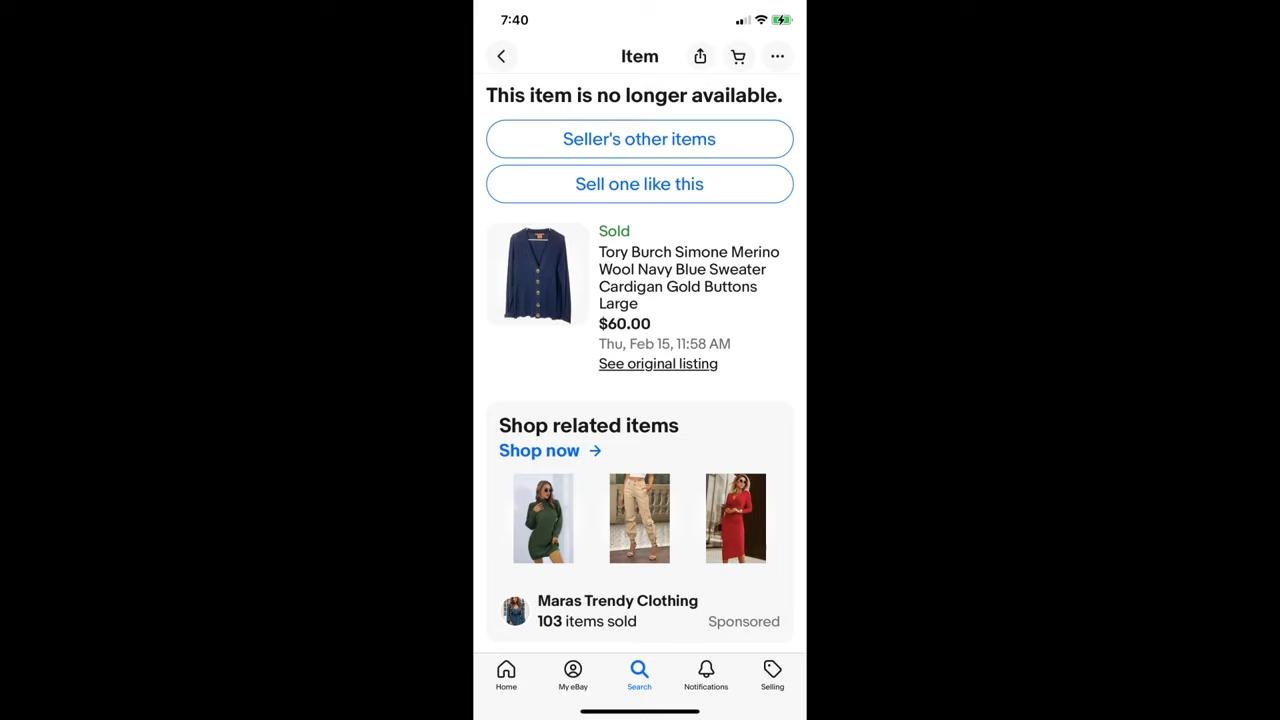 7:40
Item
This item is no longer available.
Seller's other items
Sell one like this
Sold
Tory Burch Simone Merino
Wool Navy Blue Sweater
Cardigan Gold Buttons
Large
$60.00
Thu, Feb 15, 11:58 AM
See original listing
Shop related items
Shop now →
Maras Trendy Clothing
103 items sold
Sponsored
Home
My eBay
Search
Notifications
Selling